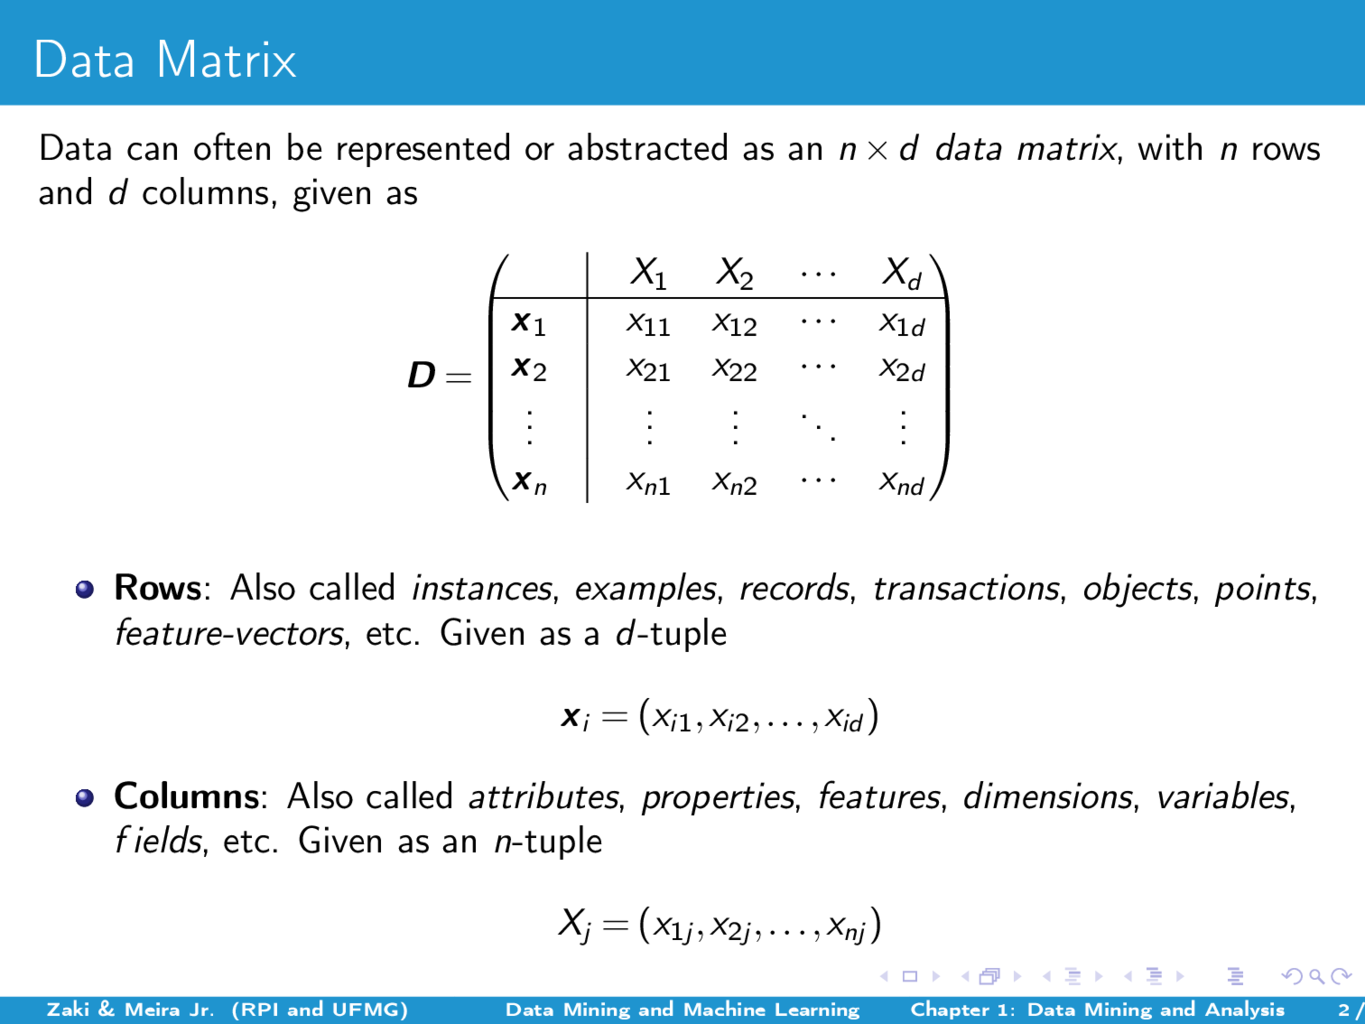 Data Matrix
Data can often be represented or abstracted as an n × d data matrix, with n rows
and d columns, given as
X₁ X₂ ⋯ X_d
x₁ x₁₁ x₁₂ ⋯ x₁d
D = x₂ x₂₁ x₂₂ ⋯ x₂d
⋮ ⋮ ⋮ ⋱ ⋮
xₙ xₙ₁ xₙ₂ ⋯ x_nd
Rows: Also called instances, examples, records, transactions, objects, points,
feature-vectors, etc. Given as a d-tuple
xᵢ = (xᵢ₁, xᵢ₂, …, x_id)
Columns: Also called attributes, properties, features, dimensions, variables,
fields, etc. Given as an n-tuple
Xⱼ = (x₁ⱼ, x₂ⱼ, …, xₙⱼ)
Zaki & Meira Jr. (RPI and UFMG) Data Mining and Machine Learning Chapter 1: Data Mining and Analysis 2 /